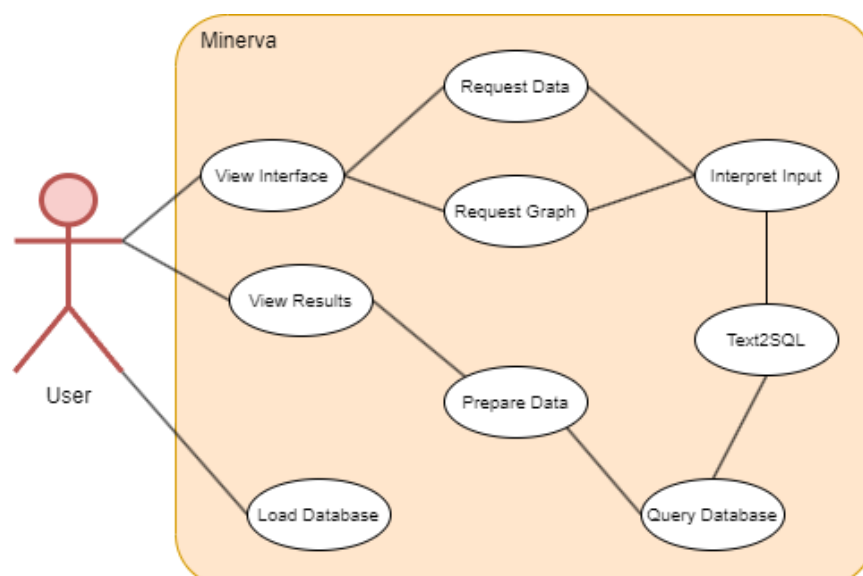 Minerva
Request Data
View Interface
Interpret Input
Request Graph
View Results
Text2SQL
User
Prepare Data
Load Database
Query Database